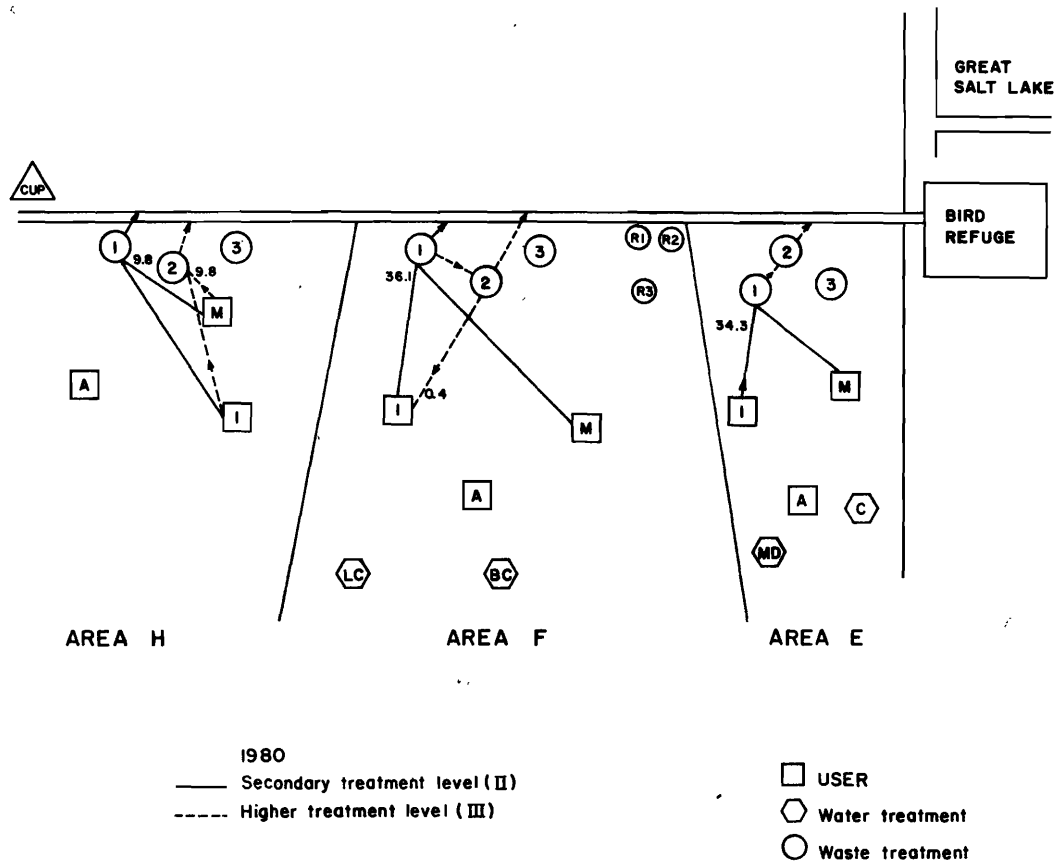 GREAT
SALT LAKE
CUP
BIRD
REFUGE
1
2
3
9.8
9.8
M
A
I
1
2
3
36.1
R1
R2
R3
I
0.4
M
A
LC
BC
2
1
3
34.3
I
M
A
C
MD
AREA H
AREA F
AREA E
1980
Secondary treatment level (II)
Higher treatment level (III)
USER
Water treatment
Waste treatment